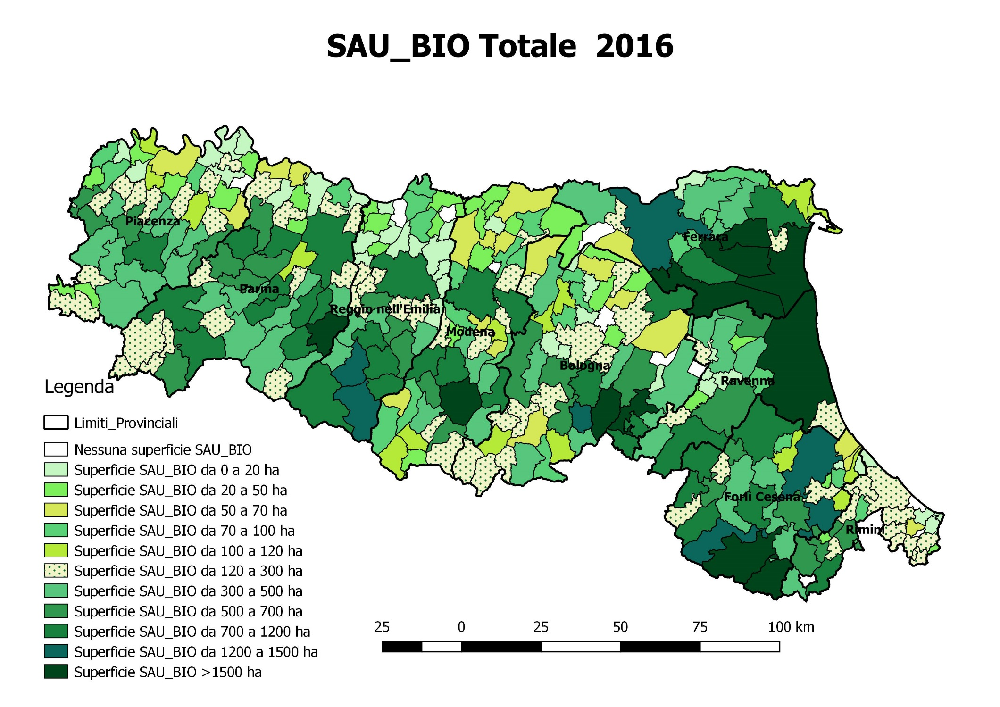 SAU_BIO Totale 2016
Piacenza
Ferrara
Parma
Reggio nell'Emilia
Modena
Bologna
Ravenna
Forlì Cesena
Rimini
Legenda
Limiti_Provinciali
Nessuna superficie SAU_BIO
Superficie SAU_BIO da 0 a 20 ha
Superficie SAU_BIO da 20 a 50 ha
Superficie SAU_BIO da 50 a 70 ha
Superficie SAU_BIO da 70 a 100 ha
Superficie SAU_BIO da 100 a 120 ha
Superficie SAU_BIO da 120 a 300 ha
Superficie SAU_BIO da 300 a 500 ha
Superficie SAU_BIO da 500 a 700 ha
Superficie SAU_BIO da 700 a 1200 ha
Superficie SAU_BIO da 1200 a 1500 ha
Superficie SAU_BIO >1500 ha
25 0 25 50 75 100 km